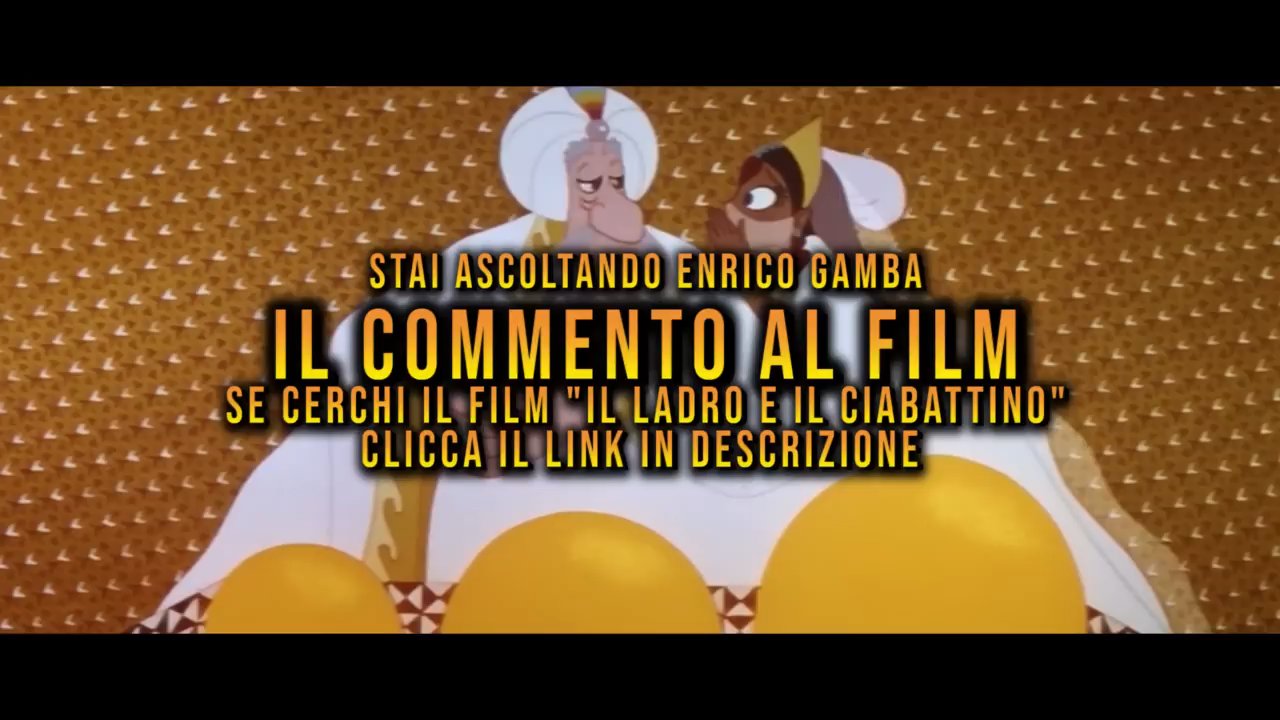 STAI ASCOLTANDO ENRICO GAMBA
IL COMMENTO AL FILM
SE CERCHI IL FILM "IL LADRO E IL CIABATTINO"
CLICCA IL LINK IN DESCRIZIONE